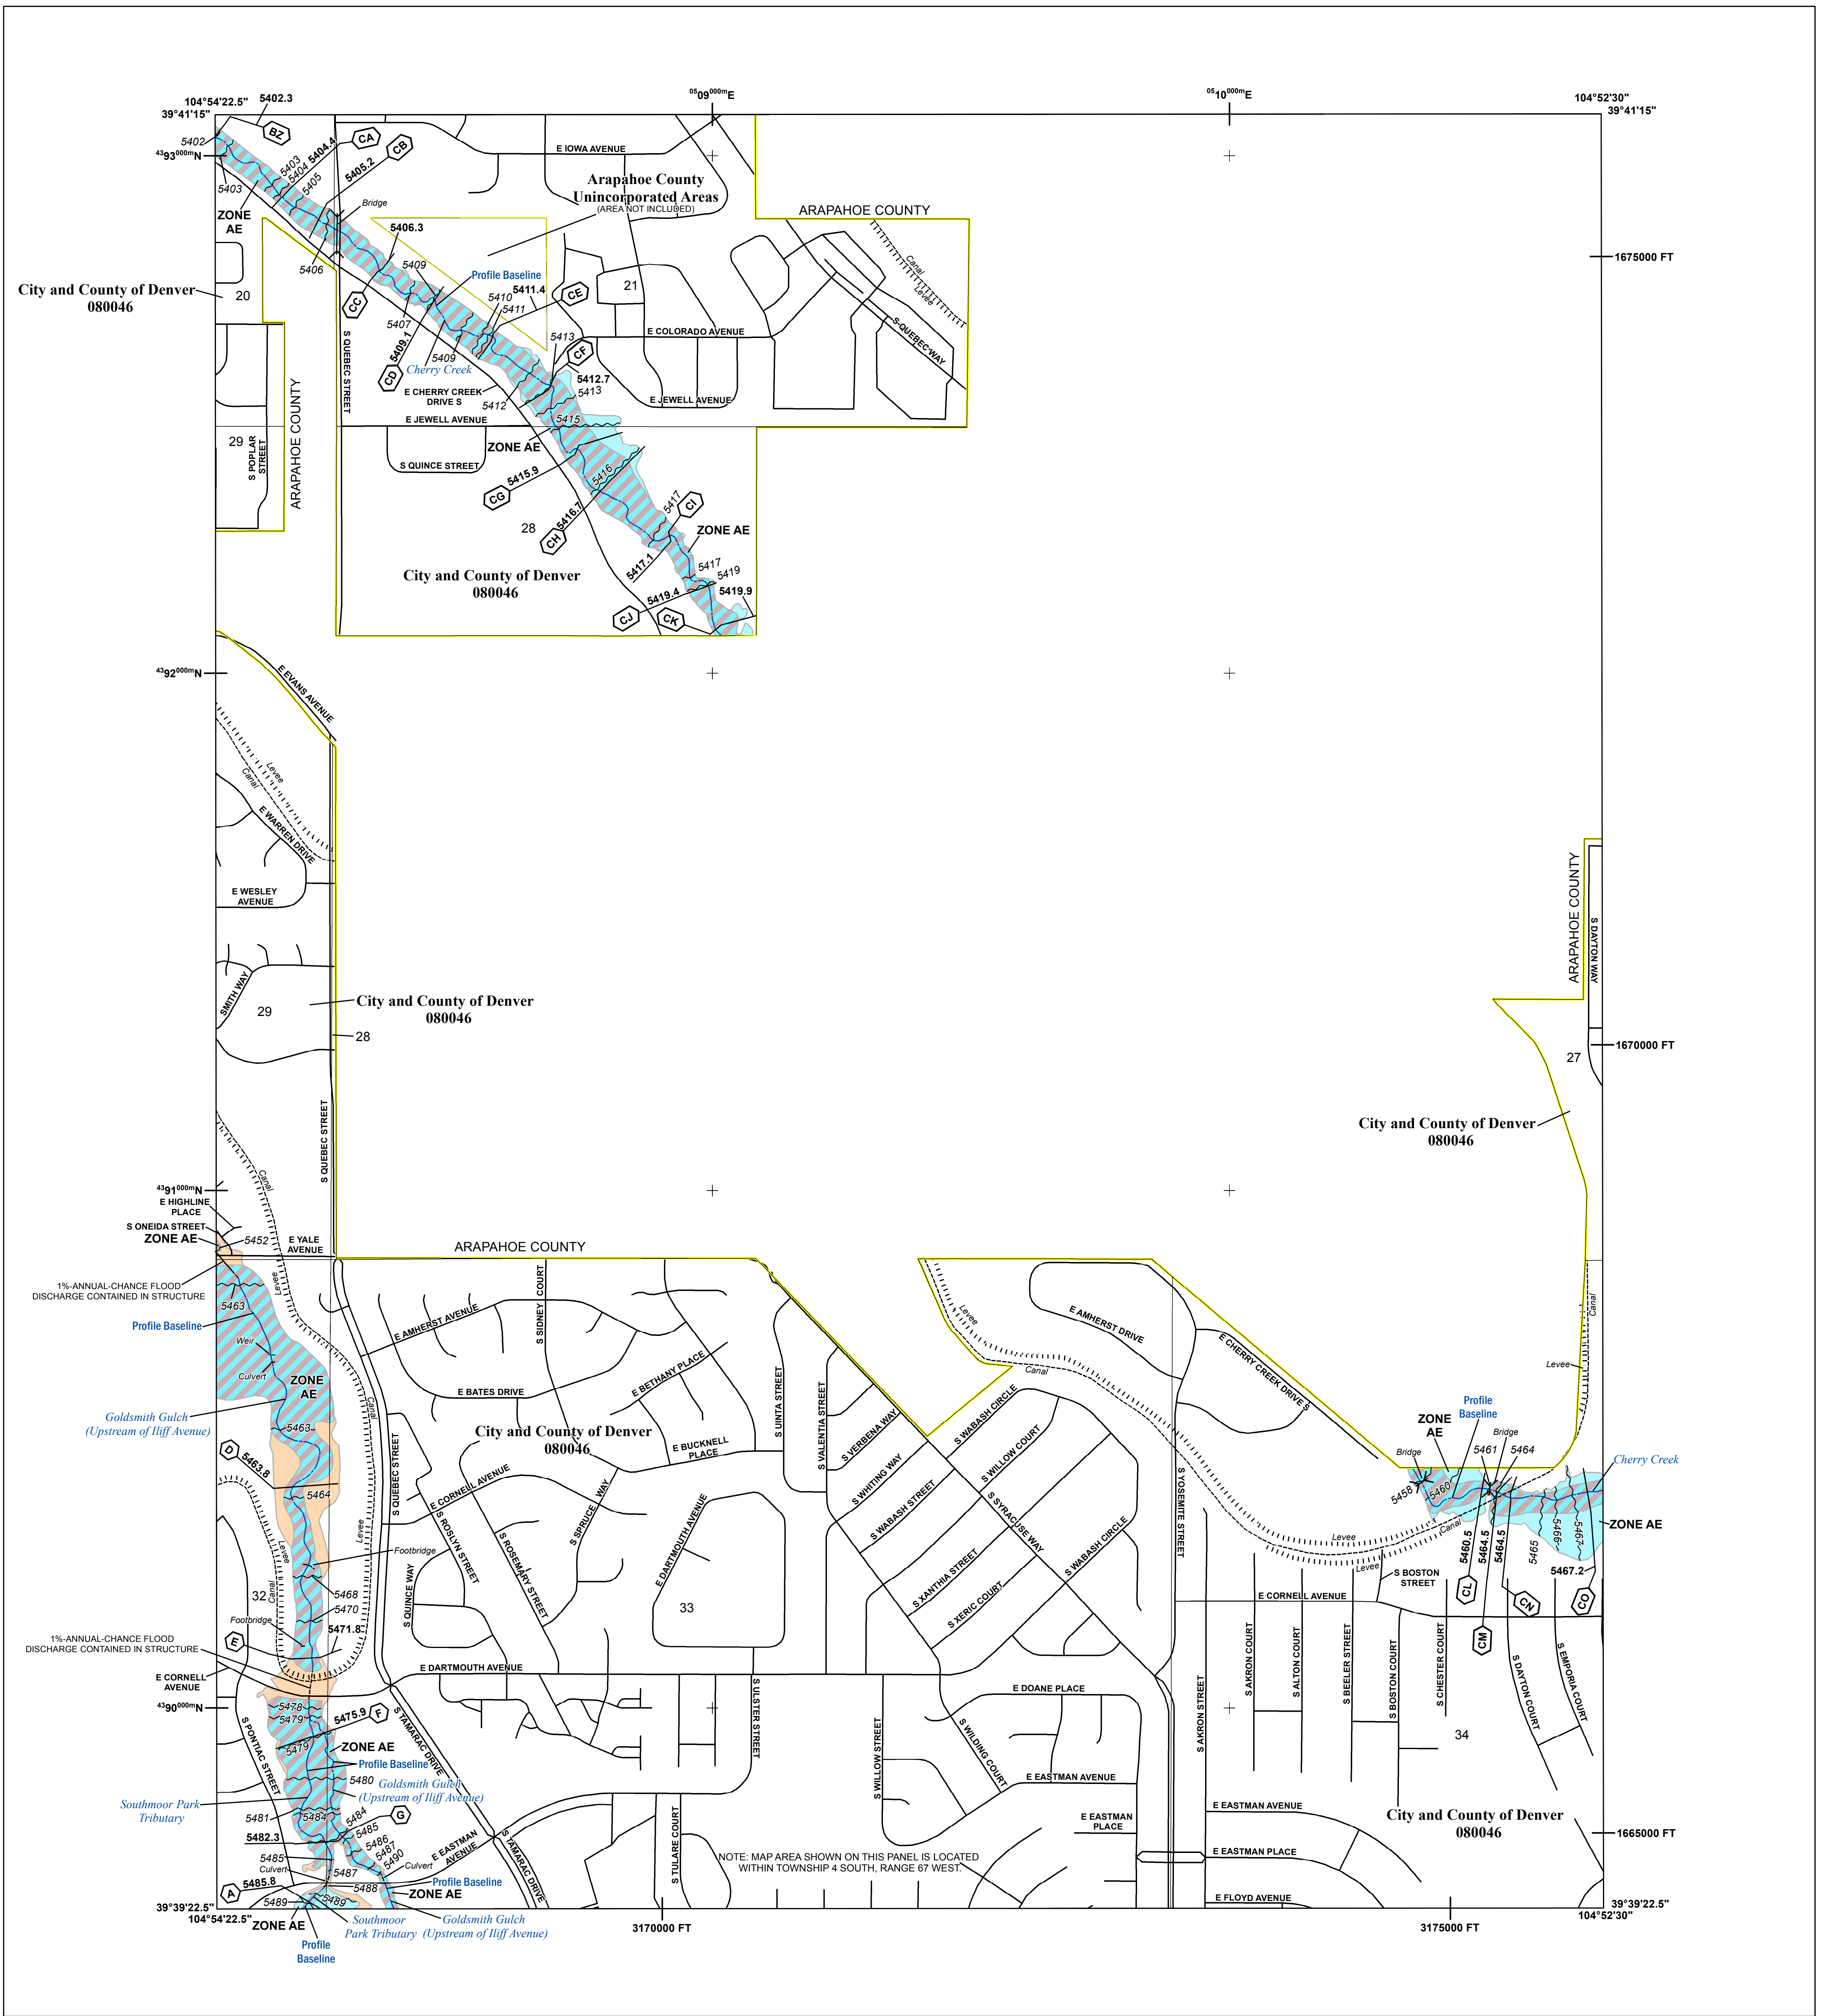 104°54'22.5"
5402.3
39°41'15"
0509000mE
0510000mE
104°52'30"
39°41'15"
BZ
CA
CB
5402
4393000mN
5403
5403
5404
5404.4
5405
5405.2
ZONE
AE
Bridge
E IOWA AVENUE
Arapahoe County
Unincorporated Areas
(AREA NOT INCLUDED)
ARAPAHOE COUNTY
5406.3
5406
5409
Profile Baseline
Canal
Levee
1675000 FT
City and County of Denver
080046
20
CC
5407
5409.1
5409
CD
Cherry Creek
5410
5411
5411.4
CE
21
5413
E COLORADO AVENUE
S QUEBEC WAY
CF
5412.7
5413
S QUEBEC STREET
E CHERRY CREEK
DRIVE S
5412
E JEWELL AVENUE
E JEWELL AVENUE
5415
ARAPAHOE COUNTY
29
S POPLAR
STREET
ZONE AE
S QUINCE STREET
5415.9
CG
5416
5416.7
CH
28
5417
CI
ZONE AE
5417.1
5417
5419
5419.4
5419.9
CJ
CK
City and County of Denver
080046
4392000mN
E EVANS AVENUE
Levee
Canal
E WARREN DRIVE
E WESLEY
AVENUE
SMITH WAY
29
City and County of Denver
080046
28
S QUEBEC STREET
ARAPAHOE COUNTY
S DAYTON WAY
1670000 FT
27
City and County of Denver
080046
Canal
4391000mN
E HIGHLINE
PLACE
S ONEIDA STREET
ZONE AE
5452
E YALE
AVENUE
ARAPAHOE COUNTY
Levee
1%-ANNUAL-CHANCE FLOOD
DISCHARGE CONTAINED IN STRUCTURE
5463
Profile Baseline
Weir
Culvert
ZONE
AE
Goldsmith Gulch
(Upstream of Iliff Avenue)
5463
D
5463.8
5464
Canal
Levee
E AMHERST AVENUE
S SIDNEY COURT
E BATES DRIVE
E BETHANY PLACE
City and County of Denver
080046
E BUCKNELL
PLACE
S UINTA STREET
S VALENTIA STREET
S VERBENA WAY
S WHITING WAY
S WABASH STREET
S WABASH CIRCLE
S WILLOW COURT
S SYRACUSE WAY
S WABASH CIRCLE
S XANTHIA STREET
S XERIC COURT
Levee
Canal
E AMHERST DRIVE
E CHERRY CREEK DRIVE S
S YOSEMITE STREET
Canal
Levee
Profile
Baseline
ZONE
AE
Bridge
Bridge
5461
5464
Cherry Creek
5458
5460
Canal
Levee
Levee
5460.5
5464.5
5464.5
5465
5466
5467
5467.2
ZONE AE
CL
CM
CN
CO
S BOSTON
STREET
E CORNELL AVENUE
S QUEBEC STREET
E CORNELL AVENUE
S ROSLYN STREET
S ROSEMARY STREET
S SPRUCE WAY
E DARTMOUTH AVENUE
33
S QUINCE WAY
Footbridge
Levee
Canal
32
5468
5470
Footbridge
5471.8
E
1%-ANNUAL-CHANCE FLOOD
DISCHARGE CONTAINED IN STRUCTURE
E CORNELL
AVENUE
E DARTMOUTH AVENUE
4390000mN
5478
5479
5475.9
F
5479
ZONE AE
Profile Baseline
5480
Goldsmith Gulch
(Upstream of Iliff Avenue)
S PONTIAC STREET
S TAMARAC DRIVE
Southmoor Park
Tributary
5481
5484
5484
G
5485
5482.3
5486
5487
5490
5485
Culvert
5487
Culvert
E EASTMAN
AVENUE
S TAMARAC DRIVE
5485.8
A
5488
Profile Baseline
ZONE AE
5489
5489
S ULSTER STREET
S TULARE COURT
S WILLOW STREET
S WILDING COURT
E DOANE PLACE
E EASTMAN AVENUE
E EASTMAN
PLACE
S AKRON STREET
S AKRON COURT
S ALTON COURT
S BEELER STREET
S BOSTON COURT
S CHESTER COURT
S DAYTON COURT
S EMPORIA COURT
34
E EASTMAN AVENUE
City and County of Denver
080046
1665000 FT
E EASTMAN PLACE
NOTE: MAP AREA SHOWN ON THIS PANEL IS LOCATED
WITHIN TOWNSHIP 4 SOUTH, RANGE 67 WEST.
E FLOYD AVENUE
39°39'22.5"
104°54'22.5"
ZONE AE
Profile
Baseline
Southmoor
Park Tributary
Goldsmith Gulch
(Upstream of Iliff Avenue)
3170000 FT
3175000 FT
39°39'22.5"
104°52'30"